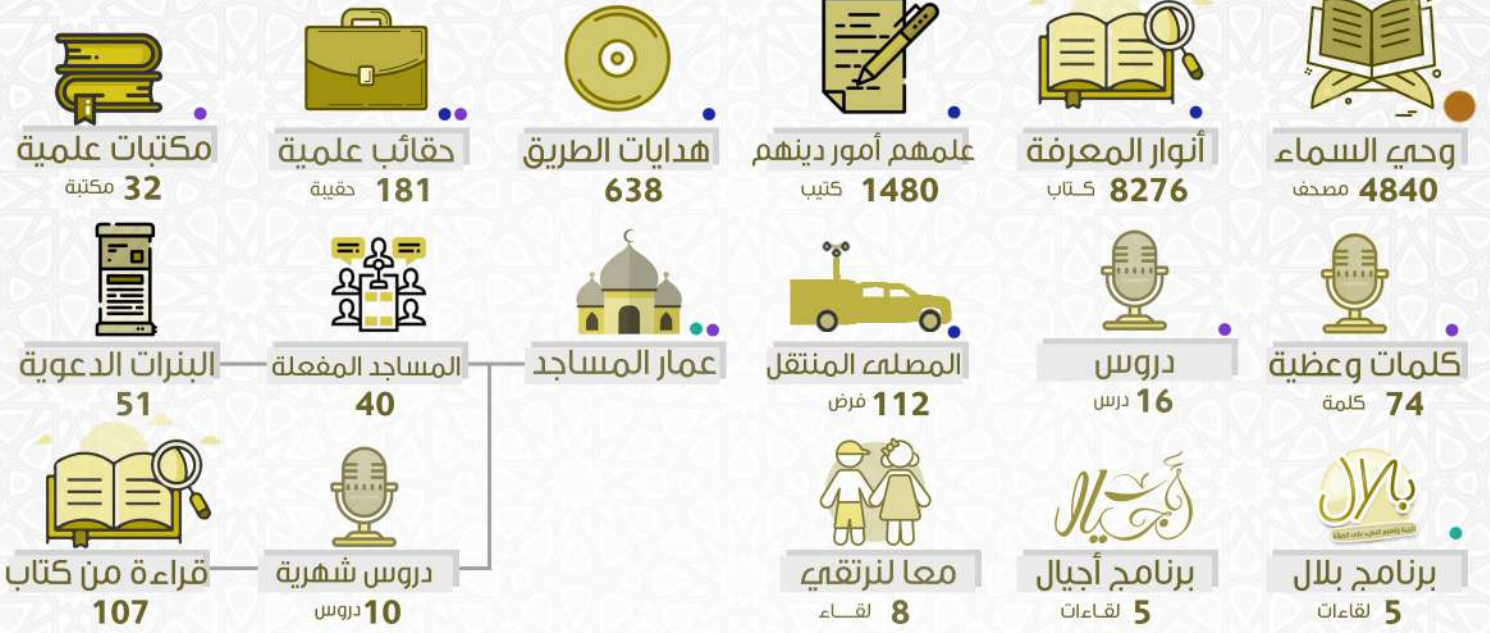 وحي السماء
4840 مصحف
أنوار المعرفة
8276 كتاب
علمهم أمور دينهم
1480 كتيب
هدايات الطريق
638
حقائب علمية
181 حقيبة
مكتبات علمية
32 مكتبة
كلمات وعظية
74 كلمة
دروس
16 درس
المصلى المنتقل
112 فرض
عمار المساجد
المساجد المفعلة
40
البنرات الدعوية
51
بلال
برنامج بلال
5 لقاءات
أجيال
برنامج أجيال
5 لقاءات
معا لنرتقي
8 لقـــاء
دروس شهرية
10 دروس
قراءة من كتاب
107